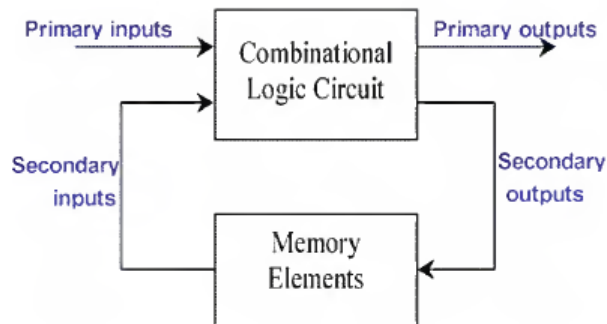 Primary inputs
Primary outputs
Combinational
Logic Circuit
Secondary
inputs
Secondary
outputs
Memory
Elements